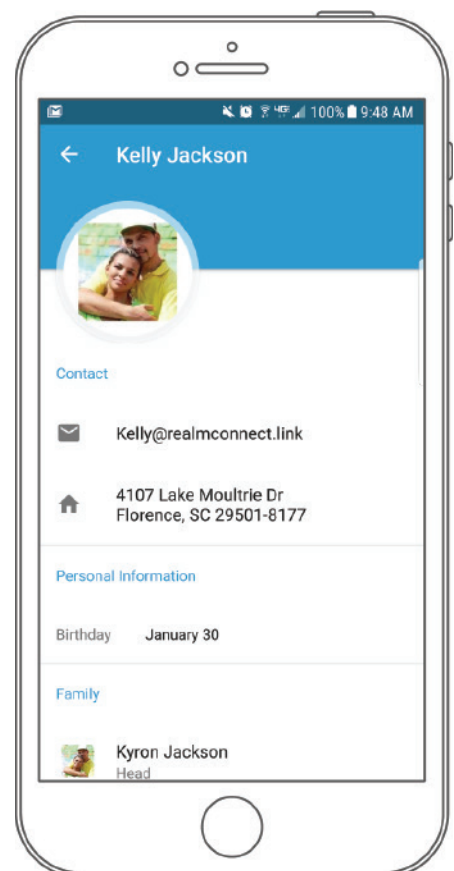 4GE 100% 9:48 AM
Kelly Jackson
Contact
Kelly@realmconnect.link
4107 Lake Moultrie Dr
Florence, SC 29501-8177
Personal Information
Birthday January 30
Family
Kyron Jackson
Head